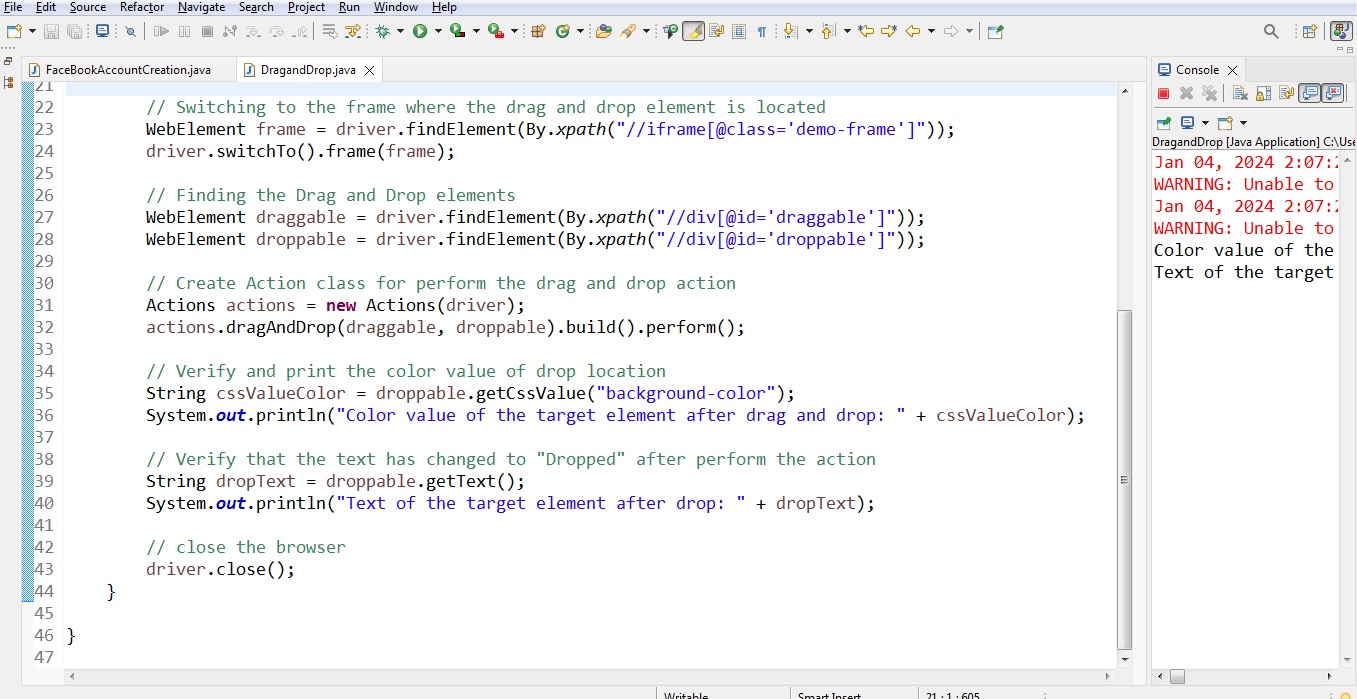 File Edit Source Refactor Navigate Search Project Run Window Help
FaceBookAccountCreation.java DragandDrop.java
Console
DragandDrop [Java Application] C:\Use
21
22 // Switching to the frame where the drag and drop element is located
23 WebElement frame = driver.findElement(By.xpath("//iframe[@class='demo-frame']"));
24 driver.switchTo().frame(frame);
25
26 // Finding the Drag and Drop elements
27 WebElement draggable = driver.findElement(By.xpath("//div[@id='draggable']"));
28 WebElement droppable = driver.findElement(By.xpath("//div[@id='droppable']"));
29
30 // Create Action class for perform the drag and drop action
31 Actions actions = new Actions(driver);
32 actions.dragAndDrop(draggable, droppable).build().perform();
33
34 // Verify and print the color value of drop location
35 String cssValueColor = droppable.getCssValue("background-color");
36 System.out.println("Color value of the target element after drag and drop: " + cssValueColor);
37
38 // Verify that the text has changed to "Dropped" after perform the action
39 String dropText = droppable.getText();
40 System.out.println("Text of the target element after drop: " + dropText);
41
42 // close the browser
43 driver.close();
44 }
45
46 }
47
Jan 04, 2024 2:07:2
WARNING: Unable to
Jan 04, 2024 2:07:2
WARNING: Unable to
Color value of the
Text of the target
Writable Smart Insert 21 : 1 : 605